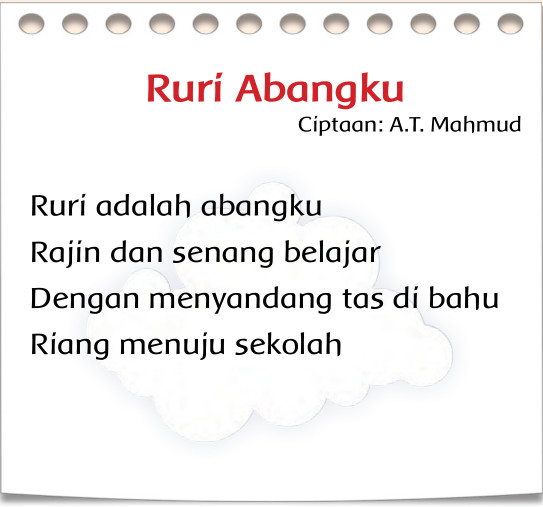 Ruri Abangku
Ciptaan: A.T. Mahmud
Ruri adalah abangku
Rajin dan senang belajar
Dengan menyandang tas di bahu
Riang menuju sekolah